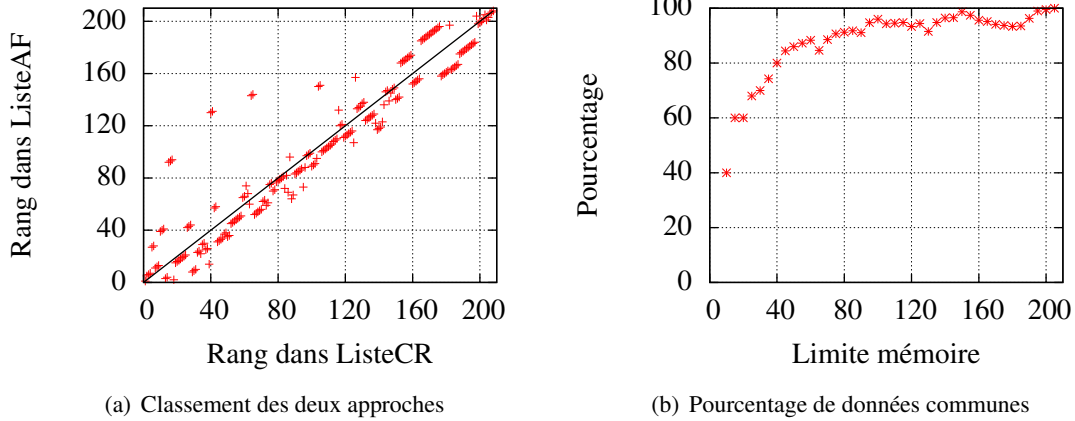 Rang dans ListeAF
200
160
120
80
40
0
0 40 80 120 160 200
Rang dans ListeCR
(a) Classement des deux approches
Pourcentage
100
80
60
40
20
0
0 40 80 120 160 200
Limite mémoire
(b) Pourcentage de données communes